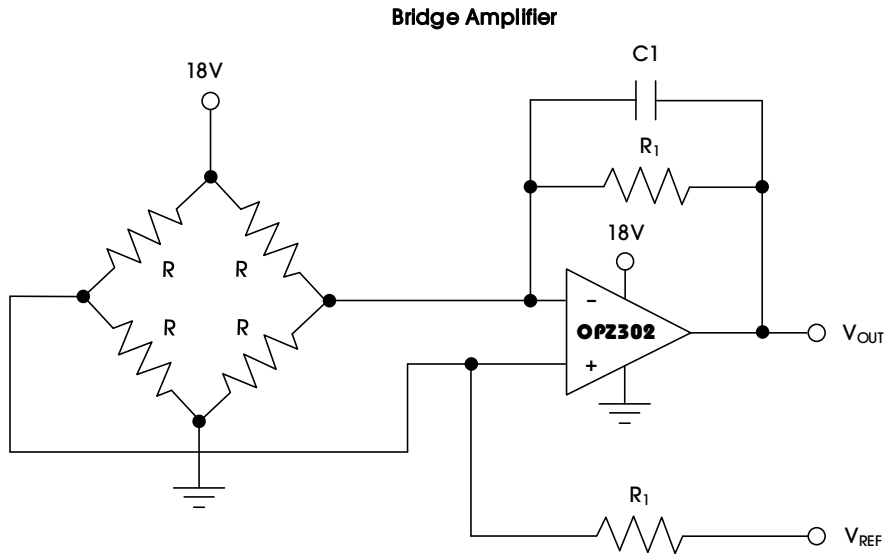 Bridge Amplifier
C1
18V
R1
18V
R R
-
OPZ302
R R
VOUT
+
R1
VREF